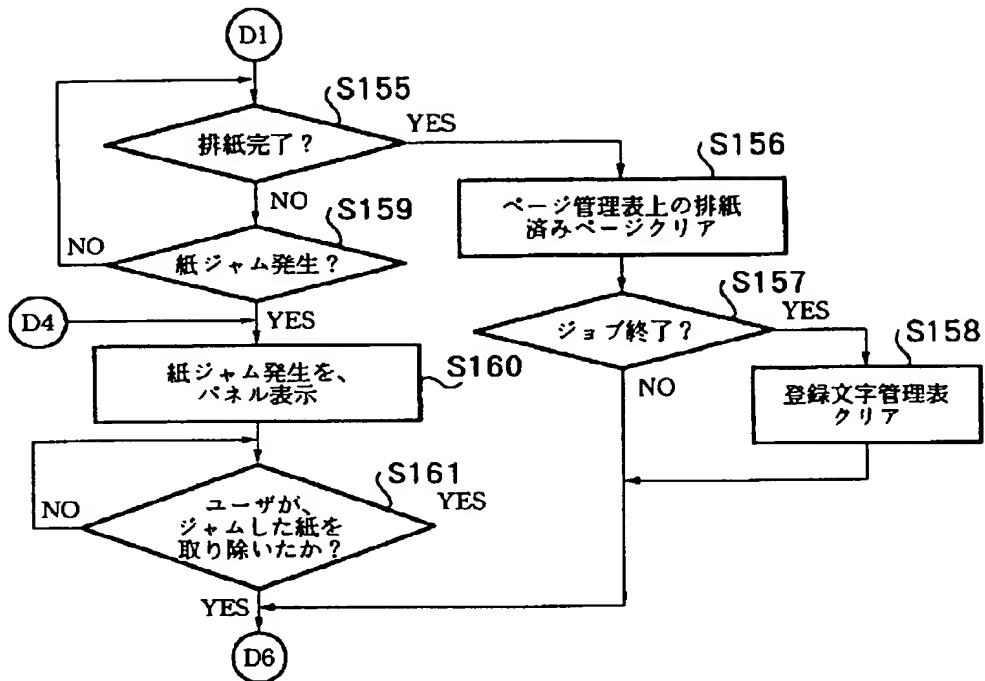 D1
S155
排紙完了?
YES
NO
S156
ページ管理表上の排紙
済みページクリア
S159
紙ジャム発生?
NO
YES
D4
S157
ジョブ終了?
YES
NO
S158
登録文字管理表
クリア
紙ジャム発生を、
パネル表示
S160
S161
ユーザが、
ジャムした紙を
取り除いたか?
NO
YES
YES
D6